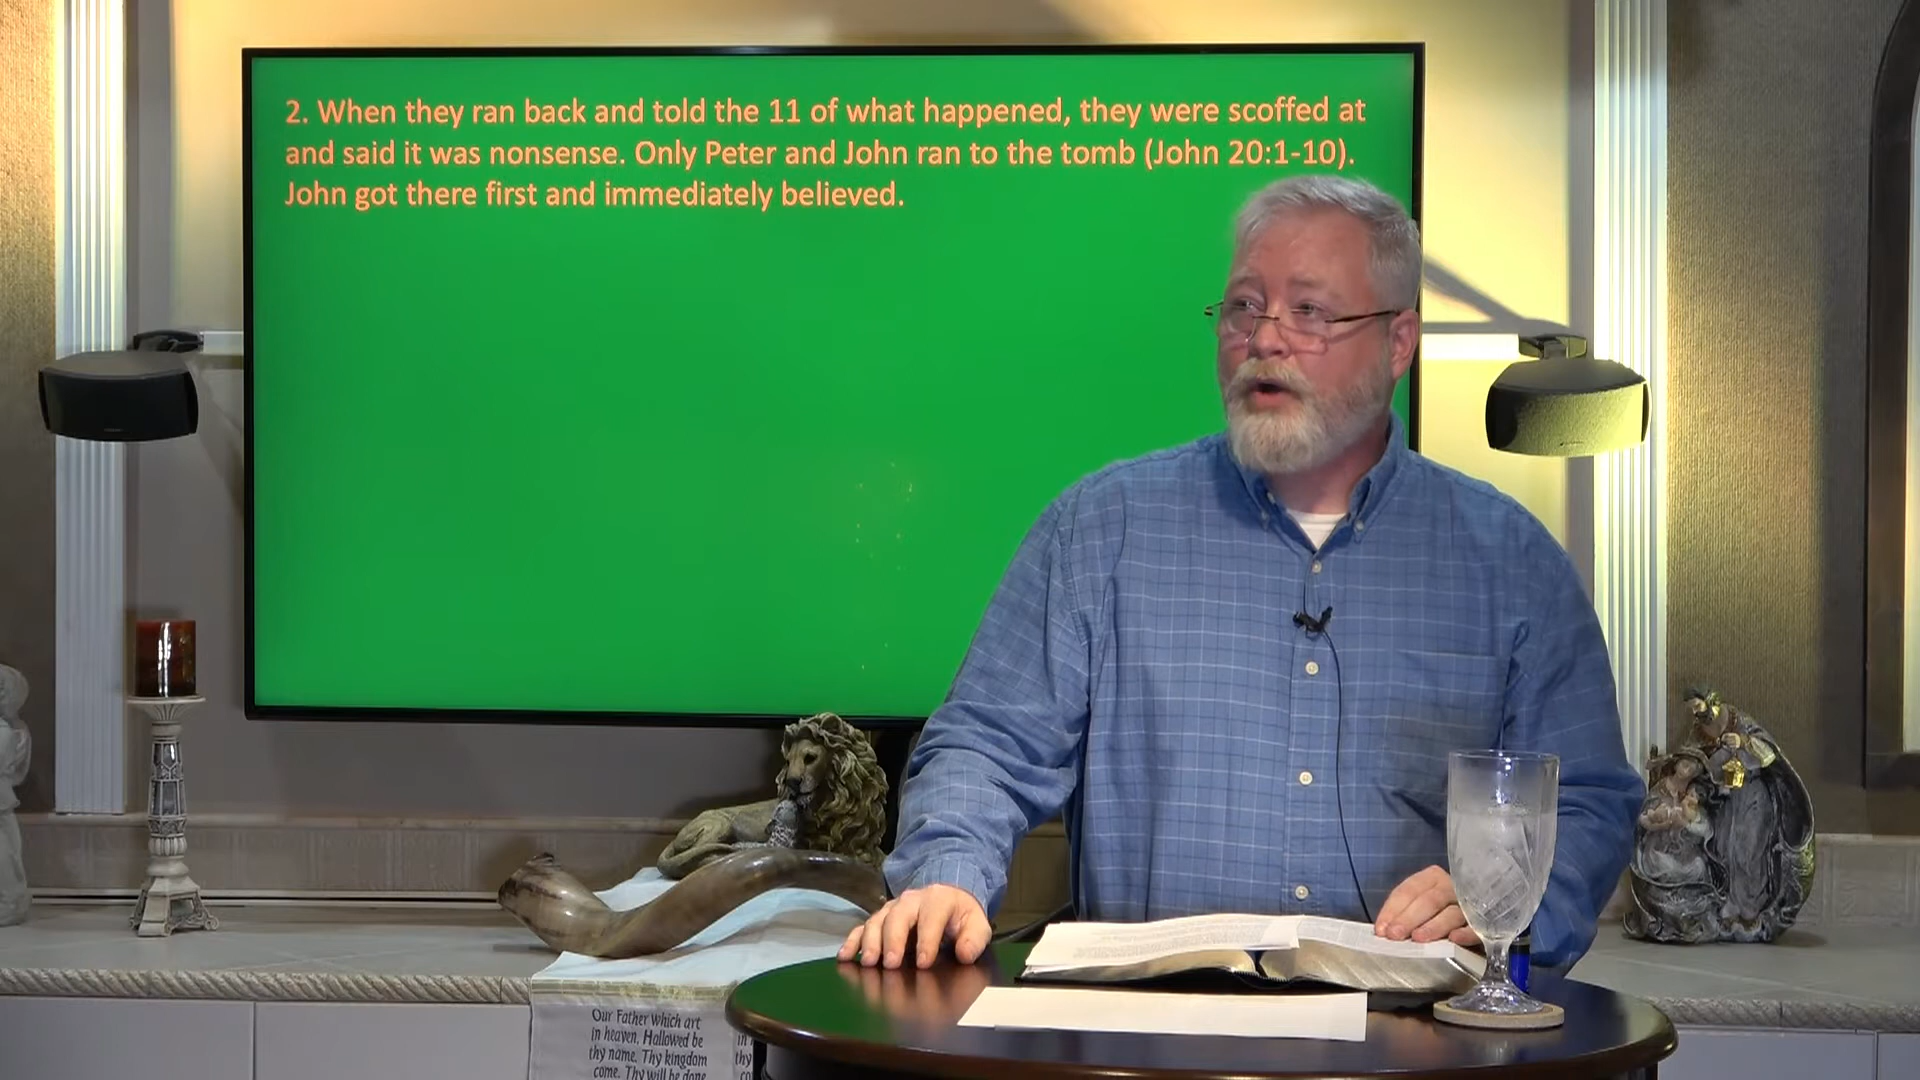 2. When they ran back and told the 11 of what happened, they were scoffed at
and said it was nonsense. Only Peter and John ran to the tomb (John 20:1-10).
John got there first and immediately believed.
Our Father which art
in heaven, Hallowed be
thy name. Thy kingdom
come. Thy will be done
in
thy
co